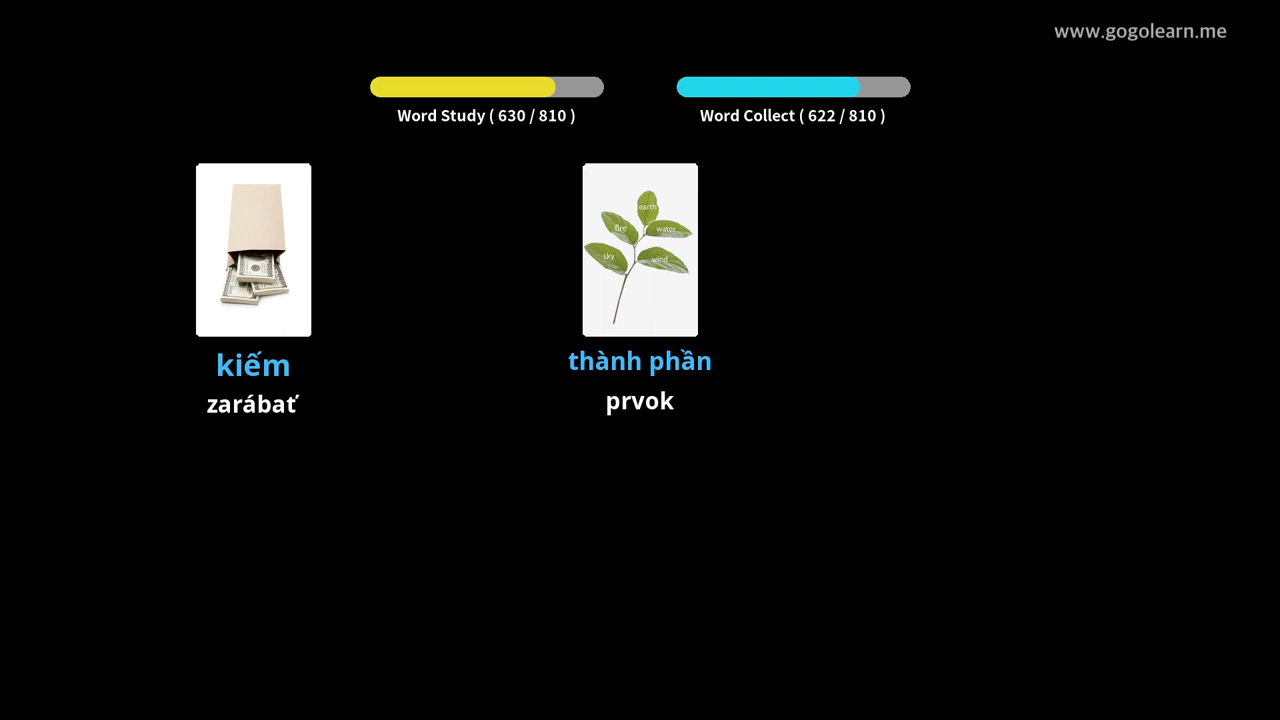 www.gogolearn.me
Word Study ( 630 / 810 )
Word Collect ( 622 / 810 )
earth
fire
water
sky
wind
kiếm
zarábať
thành phần
prvok